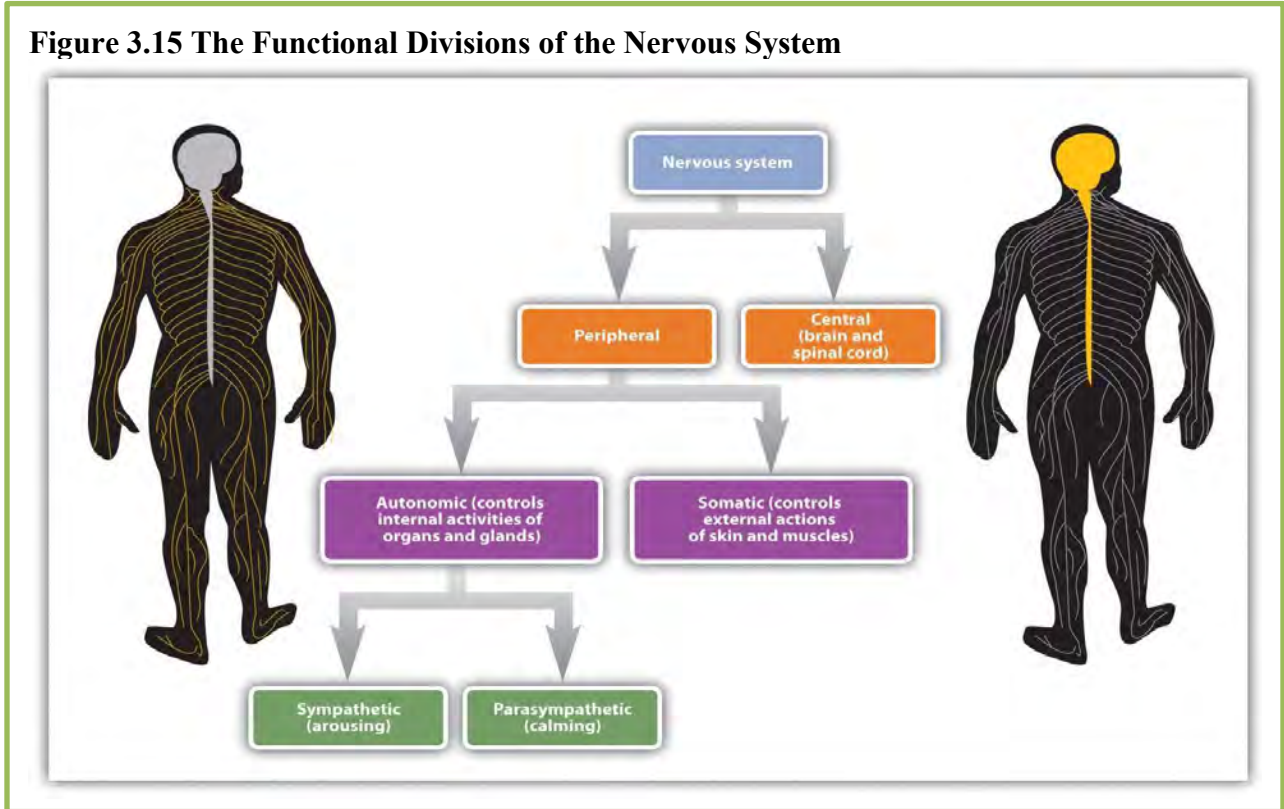 Figure 3.15 The Functional Divisions of the Nervous System
Nervous system
Peripheral
Central
(brain and
spinal cord)
Autonomic (controls
internal activities of
organs and glands)
Somatic (controls
external actions
of skin and muscles)
Sympathetic
(arousing)
Parasympathetic
(calming)